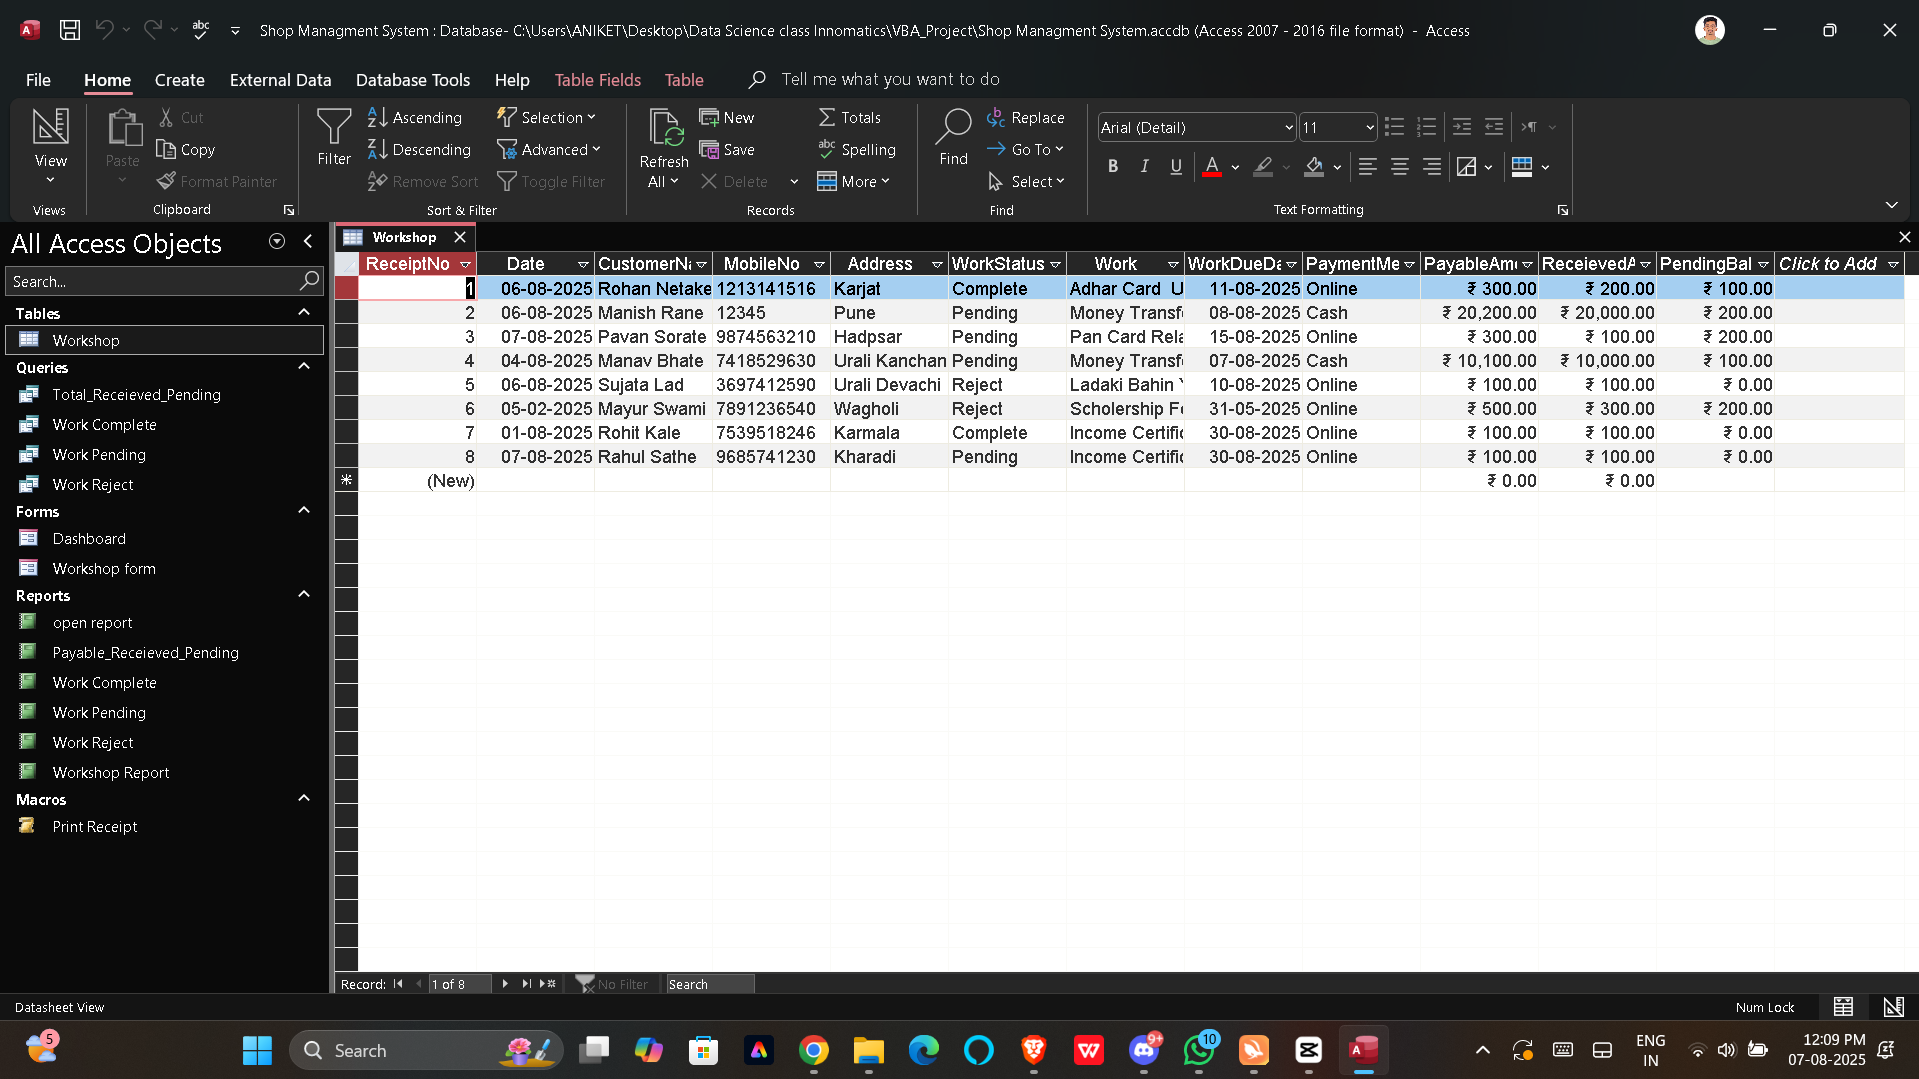 Shop Managment System : Database- C:\Users\ANIKET\Desktop\Data Science class Innomatics\VBA_Project\Shop Managment System.accdb (Access 2007 - 2016 file format) - Access
File Home Create External Data Database Tools Help Table Fields Table Tell me what you want to do
View
Views
Paste
Cut
Copy
Format Painter
Clipboard
Filter
Ascending
Descending
Remove Sort
Selection
Advanced
Toggle Filter
Sort & Filter
Refresh
All
New
Save
Delete
Totals
Spelling
More
Records
Find
Replace
Go To
Select
Find
Arial (Detail) 11
B I U A
Text Formatting
All Access Objects
Search...
Tables
Workshop
Queries
Total_Receieved_Pending
Work Complete
Work Pending
Work Reject
Forms
Dashboard
Workshop form
Reports
open report
Payable_Receieved_Pending
Work Complete
Work Pending
Work Reject
Workshop Report
Macros
Print Receipt
Workshop
ReceiptNo Date CustomerNa MobileNo Address WorkStatus Work WorkDueDa PaymentMe PayableAm ReceievedA PendingBal Click to Add
1 06-08-2025 Rohan Netake 1213141516 Karjat Complete Adhar Card U 11-08-2025 Online ₹ 300.00 ₹ 200.00 ₹ 100.00
2 06-08-2025 Manish Rane 12345 Pune Pending Money Transf 08-08-2025 Cash ₹ 20,200.00 ₹ 20,000.00 ₹ 200.00
3 07-08-2025 Pavan Sorate 9874563210 Hadpsar Pending Pan Card Rela 15-08-2025 Online ₹ 300.00 ₹ 100.00 ₹ 200.00
4 04-08-2025 Manav Bhate 7418529630 Urali Kanchan Pending Money Transf 07-08-2025 Cash ₹ 10,100.00 ₹ 10,000.00 ₹ 100.00
5 06-08-2025 Sujata Lad 3697412590 Urali Devachi Reject Ladaki Bahin Y 10-08-2025 Online ₹ 100.00 ₹ 100.00 ₹ 0.00
6 05-02-2025 Mayur Swami 7891236540 Wagholi Reject Scholership Fo 31-05-2025 Online ₹ 500.00 ₹ 300.00 ₹ 200.00
7 01-08-2025 Rohit Kale 7539518246 Karmala Complete Income Certific 30-08-2025 Online ₹ 100.00 ₹ 100.00 ₹ 0.00
8 07-08-2025 Rahul Sathe 9685741230 Kharadi Pending Income Certific 30-08-2025 Online ₹ 100.00 ₹ 100.00 ₹ 0.00
(New) ₹ 0.00 ₹ 0.00
Record: 1 of 8 No Filter Search
Datasheet View Num Lock
5 Search 9+ 10 ENG
IN
12:09 PM
07-08-2025